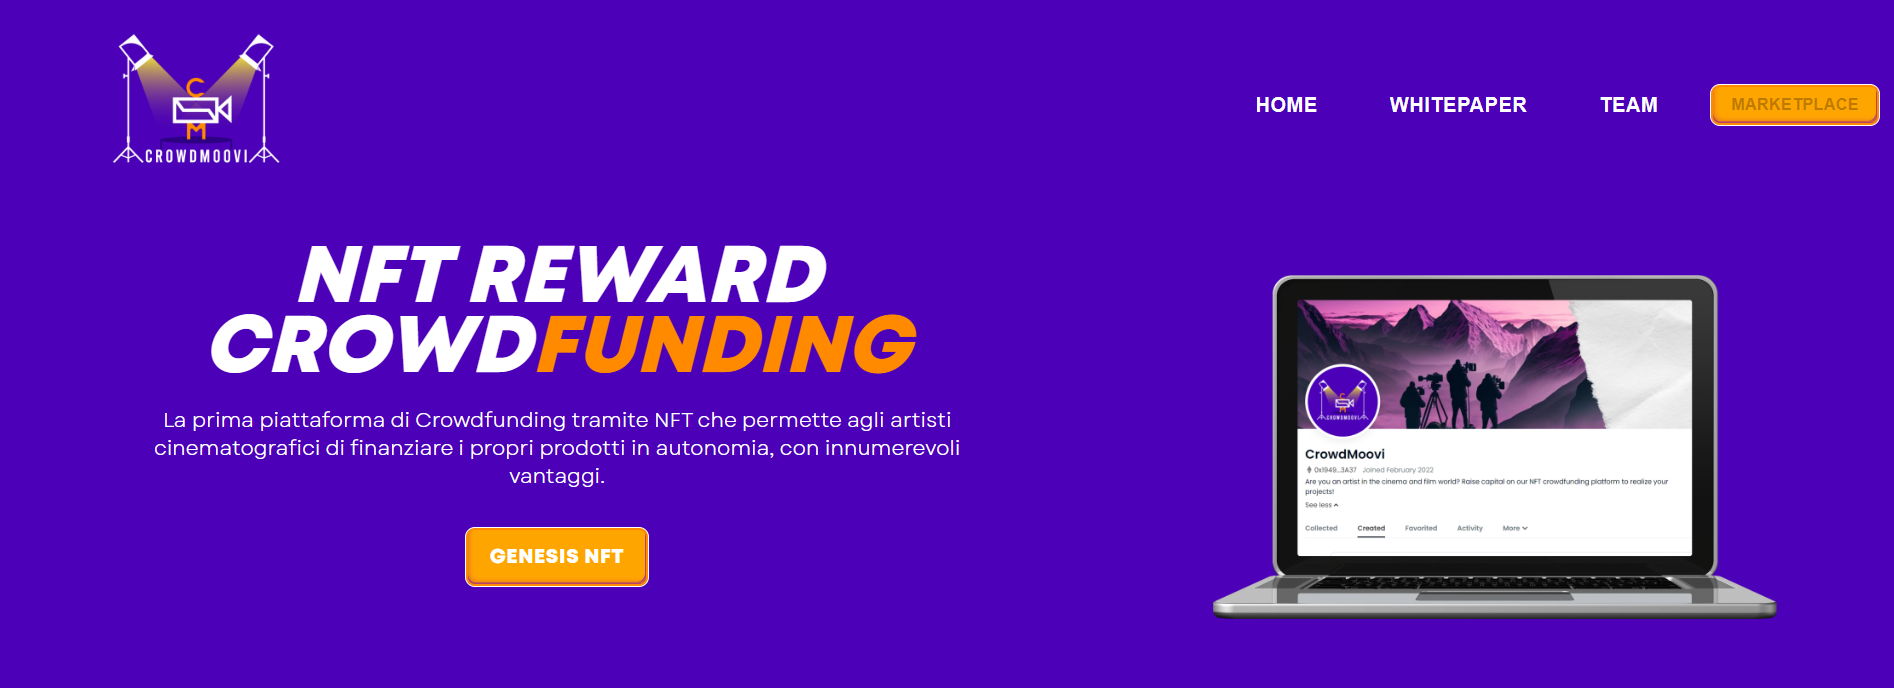 C
M
CROWDMOOVI
HOME
WHITEPAPER
TEAM
MARKETPLACE
NFT REWARD
CROWDFUNDING
La prima piattaforma di Crowdfunding tramite NFT che permette agli artisti
cinematografici di finanziare i propri prodotti in autonomia, con innumerevoli
vantaggi.
GENESIS NFT
CROWDMOOVI
CrowdMoovi
0x1949...3A37 Joined February 2022
Are you an artist in the cinema and film world? Raise capital on our NFT crowdfunding platform to realize your
projects!
See less
Collected
Created
Favorited
Activity
More